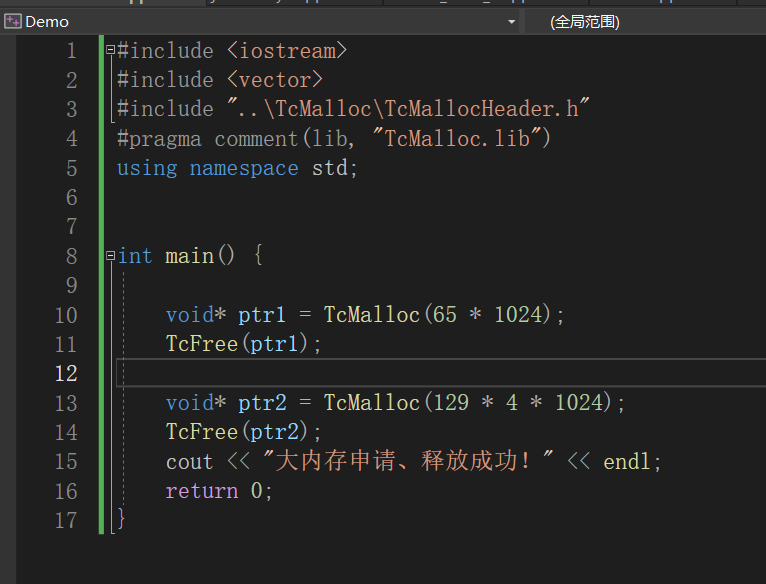 Demo (全局范围)
1 #include <iostream>
2 #include <vector>
3 #include "..\TcMalloc\TcMallocHeader.h"
4 #pragma comment(lib, "TcMalloc.lib")
5 using namespace std;
6
7
8 int main() {
9
10 void* ptr1 = TcMalloc(65 * 1024);
11 TcFree(ptr1);
12
13 void* ptr2 = TcMalloc(129 * 4 * 1024);
14 TcFree(ptr2);
15 cout << "大内存申请、释放成功!" << endl;
16 return 0;
17 }